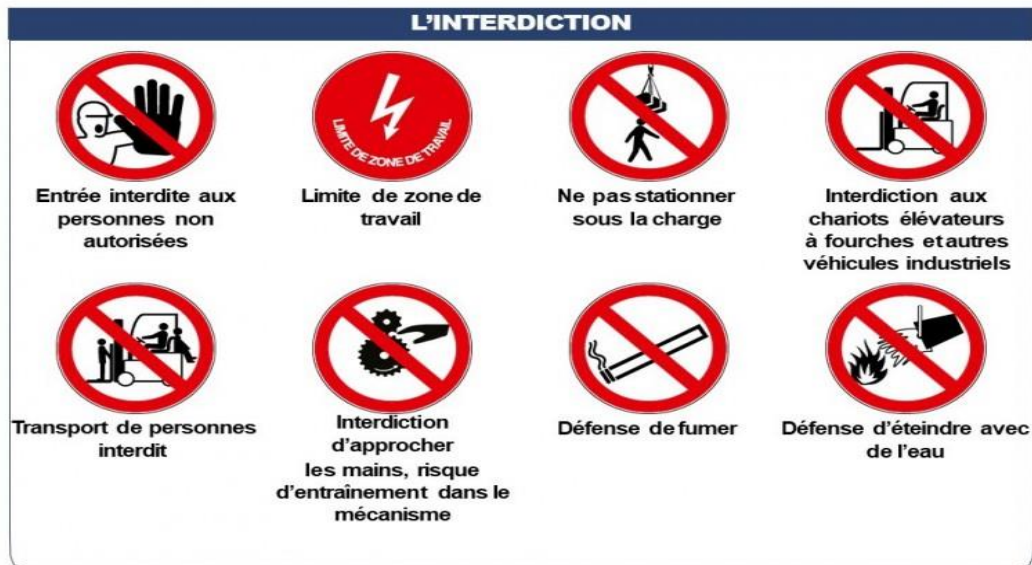 L'INTERDICTION
LIMITE DE ZONE DE TRAVAIL
Entrée interdite aux
personnes non
autorisées
Limite de zone de
travail
Ne pas stationner
sous la charge
Interdiction aux
chariots élévateurs
à fourches et autres
véhicules industriels
Transport de personnes
interdit
Interdiction
d'approcher
les mains, risque
d'entraînement dans le
mécanisme
Défense de fumer
Défense d'éteindre avec
de l'eau